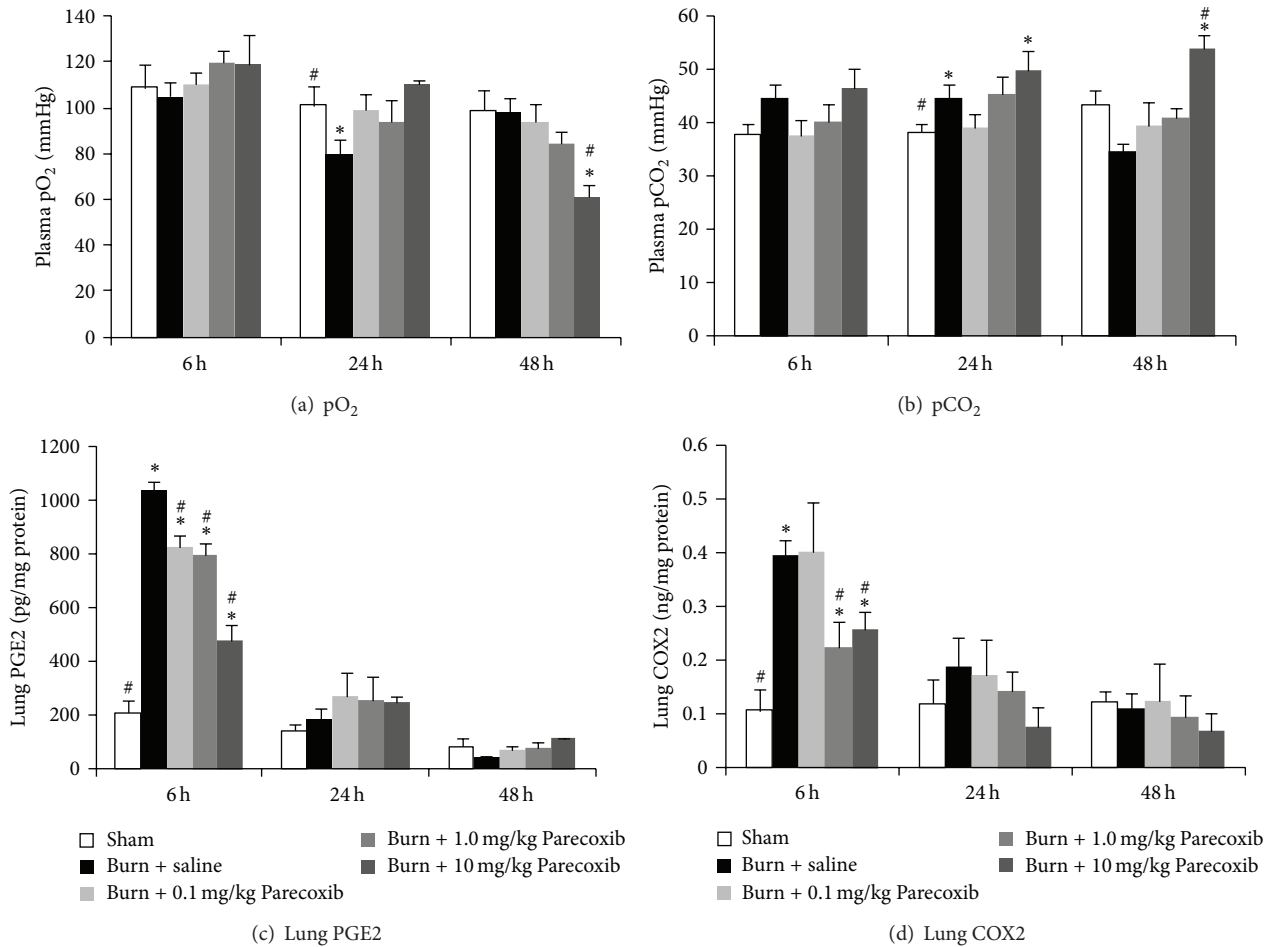 140
120
100
80
60
40
20
0
Plasma pO2 (mmHg)
#
*
#
*
6 h 24 h 48 h
(a) pO2
60
50
40
30
20
10
0
Plasma pCO2 (mmHg)
#
*
*
#
*
6 h 24 h 48 h
(b) pCO2
1200
1000
800
600
400
200
0
Lung PGE2 (pg/mg protein)
#
*
#
*
#
*
#
*
6 h 24 h 48 h
Sham
Burn + saline
Burn + 0.1 mg/kg Parecoxib
Burn + 1.0 mg/kg Parecoxib
Burn + 10 mg/kg Parecoxib
(c) Lung PGE2
0.6
0.5
0.4
0.3
0.2
0.1
0
Lung COX2 (ng/mg protein)
#
*
#
*
#
*
6 h 24 h 48 h
Sham
Burn + saline
Burn + 0.1 mg/kg Parecoxib
Burn + 1.0 mg/kg Parecoxib
Burn + 10 mg/kg Parecoxib
(d) Lung COX2